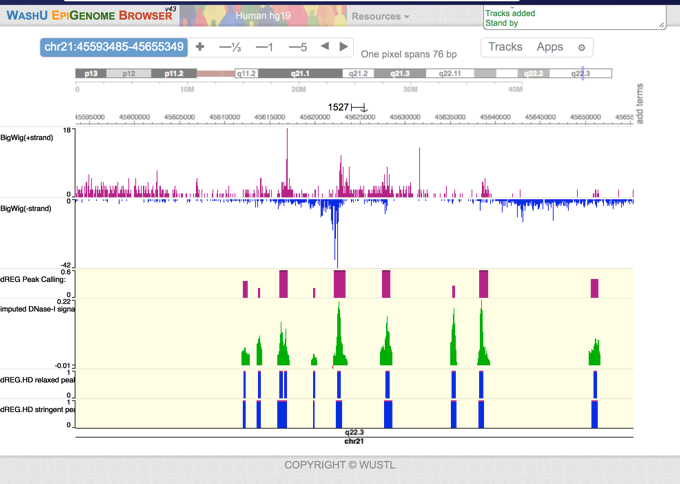 WASHU EPIGENOME BROWSER v43
Human hg19
Resources
Tracks added
Stand by
chr21:45593485-45655349
+ —⅓ —1 —5
One pixel spans 76 bp
Tracks Apps
p13 p12 p11.2 q11.2 q21.1 q21.2 q21.3 q22.11 q22.2 q22.3
0 10M 20M 30M 40M
add terms
1527
45595000 45600000 45605000 45610000 45615000 45620000 45625000 45630000 45635000 45640000 45645000 45650000
18
BigWig(+strand)
0
0
BigWig(-strand)
-42
0.6
dREG Peak Calling:
0
0.22
imputed DNase-I signa
-0.01
1
dREG.HD relaxed peal
0
1
dREG.HD stringent pea
0
q22.3
chr21
COPYRIGHT © WUSTL